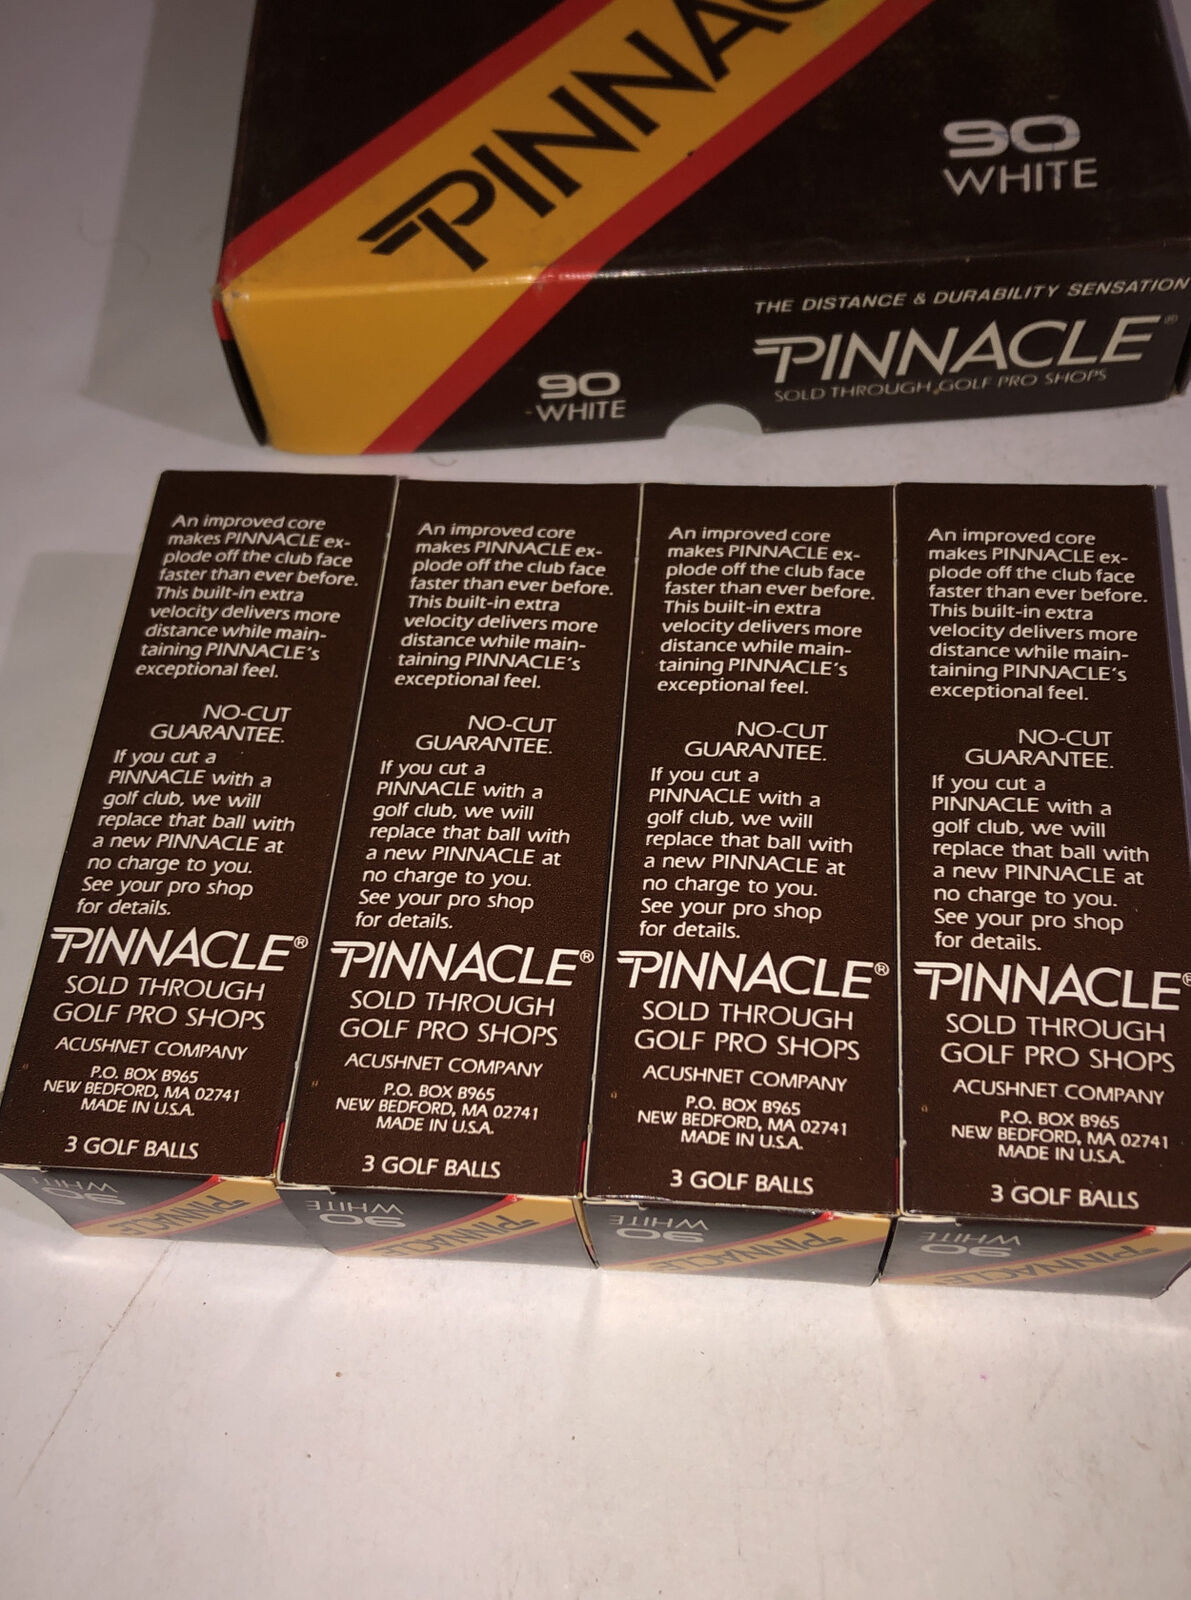 PINNAC
90
WHITE
THE DISTANCE & DURABILITY SENSATION
PINNACLE®
SOLD THROUGH GOLF PRO SHOPS
90
WHITE
An improved core
makes PINNACLE ex-
plode off the club face
faster than ever before.
This built-in extra
velocity delivers more
distance while main-
taining PINNACLE's
exceptional feel.
NO-CUT
GUARANTEE.
If you cut a
PINNACLE with a
golf club, we will
replace that ball with
a new PINNACLE at
no charge to you.
See your pro shop
for details.
PINNACLE®
SOLD THROUGH
GOLF PRO SHOPS
ACUSHNET COMPANY
P.O. BOX B965
NEW BEDFORD, MA 02741
MADE IN U.S.A.
3 GOLF BALLS
An improved core
makes PINNACLE ex-
plode off the club face
faster than ever before.
This built-in extra
velocity delivers more
distance while main-
taining PINNACLE's
exceptional feel.
NO-CUT
GUARANTEE.
If you cut a
PINNACLE with a
golf club, we will
replace that ball with
a new PINNACLE at
no charge to you.
See your pro shop
for details.
PINNACLE®
SOLD THROUGH
GOLF PRO SHOPS
ACUSHNET COMPANY
P.O. BOX B965
NEW BEDFORD, MA 02741
MADE IN U.S.A.
3 GOLF BALLS
An improved core
makes PINNACLE ex-
plode off the club face
faster than ever before.
This built-in extra
velocity delivers more
distance while main-
taining PINNACLE's
exceptional feel.
NO-CUT
GUARANTEE.
If you cut a
PINNACLE with a
golf club, we will
replace that ball with
a new PINNACLE at
no charge to you.
See your pro shop
for details.
PINNACLE®
SOLD THROUGH
GOLF PRO SHOPS
ACUSHNET COMPANY
P.O. BOX B965
NEW BEDFORD, MA 02741
MADE IN U.S.A.
3 GOLF BALLS
An improved core
makes PINNACLE ex-
plode off the club face
faster than ever before.
This built-in extra
velocity delivers more
distance while main-
taining PINNACLE's
exceptional feel.
NO-CUT
GUARANTEE.
If you cut a
PINNACLE with a
golf club, we will
replace that ball with
a new PINNACLE at
no charge to you.
See your pro shop
for details.
PINNACLE®
SOLD THROUGH
GOLF PRO SHOPS
ACUSHNET COMPANY
P.O. BOX B965
NEW BEDFORD, MA 02741
MADE IN U.S.A.
3 GOLF BALLS
90
WHITE
PINNACLE
90
WHITE
PINNACLE
90
WHITE
PINNACLE
90
WHITE
PINNACLE